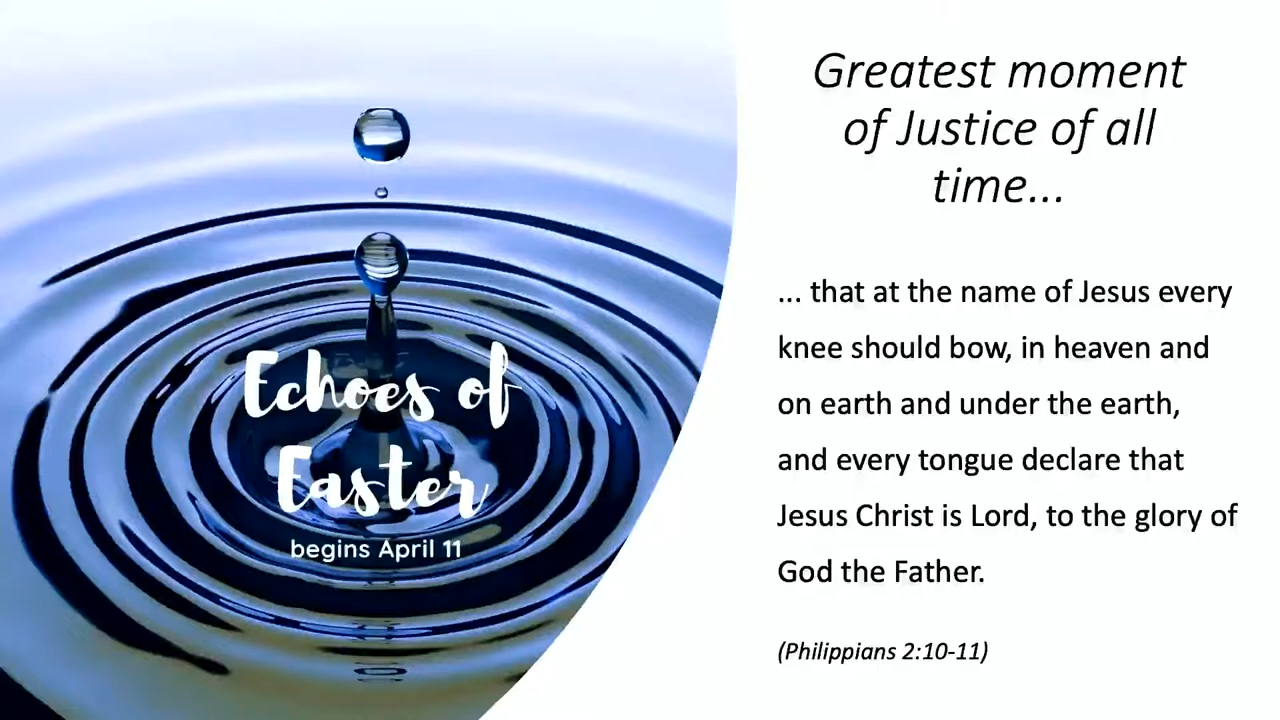 Echoes of
Easter
begins April 11
Greatest moment
of Justice of all
time...
... that at the name of Jesus every
knee should bow, in heaven and
on earth and under the earth,
and every tongue declare that
Jesus Christ is Lord, to the glory of
God the Father.
(Philippians 2:10-11)